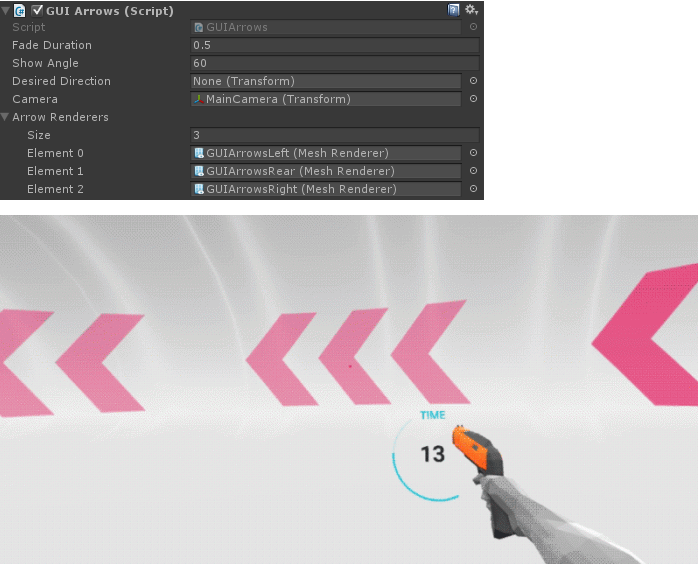 GUI Arrows (Script)
Script GUIArrows
Fade Duration 0.5
Show Angle 60
Desired Direction None (Transform)
Camera MainCamera (Transform)
Arrow Renderers
Size 3
Element 0 GUIArrowsLeft (Mesh Renderer)
Element 1 GUIArrowsRear (Mesh Renderer)
Element 2 GUIArrowsRight (Mesh Renderer)
TIME
13